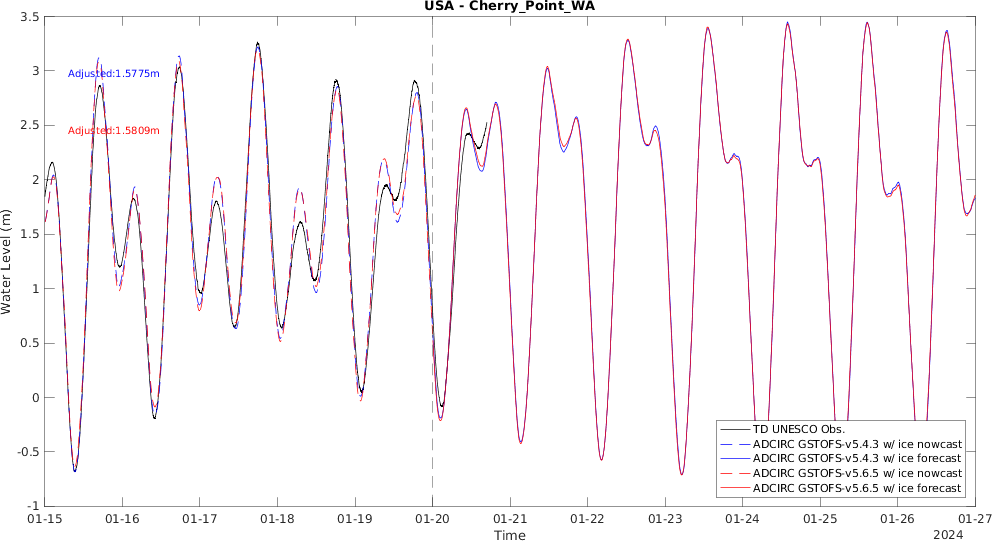 USA - Cherry_Point_WA
3.5
3
2.5
2
1.5
1
0.5
0
-0.5
-1
Water Level (m)
Adjusted:1.5775m
Adjusted:1.5809m
TD UNESCO Obs.
ADCIRC GSTOFS-v5.4.3 w/ ice nowcast
ADCIRC GSTOFS-v5.4.3 w/ ice forecast
ADCIRC GSTOFS-v5.6.5 w/ ice nowcast
ADCIRC GSTOFS-v5.6.5 w/ ice forecast
01-15 01-16 01-17 01-18 01-19 01-20 01-21 01-22 01-23 01-24 01-25 01-26 01-27
Time
2024